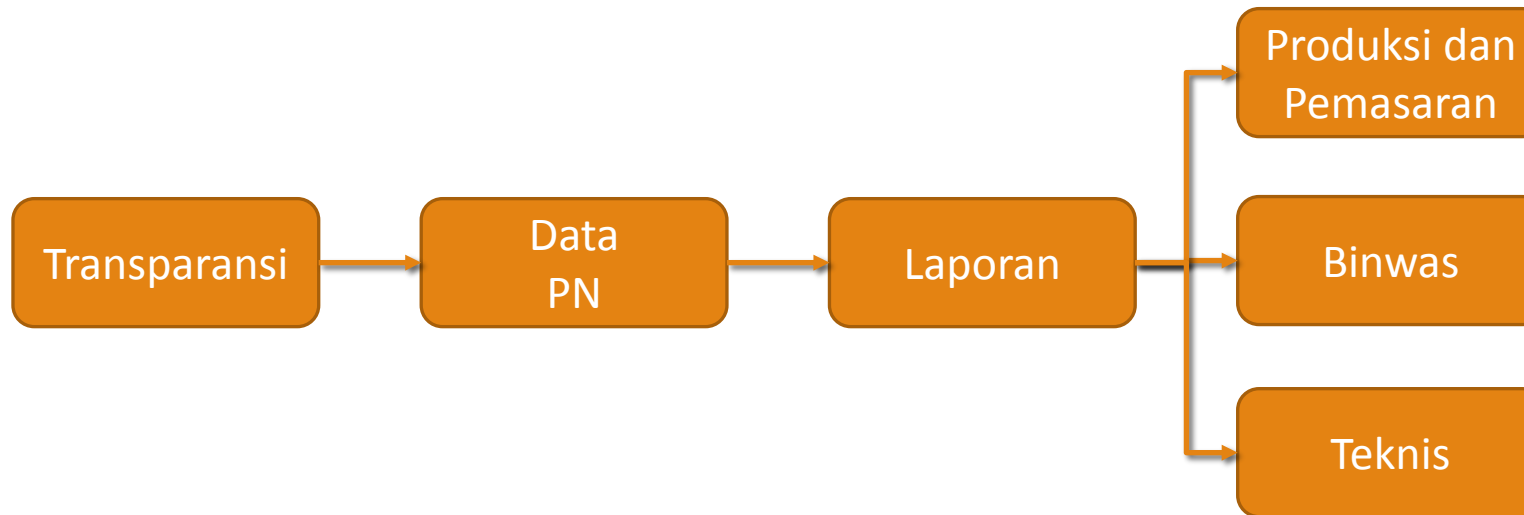 Transparansi
Data
PN
Laporan
Produksi dan
Pemasaran
Binwas
Teknis